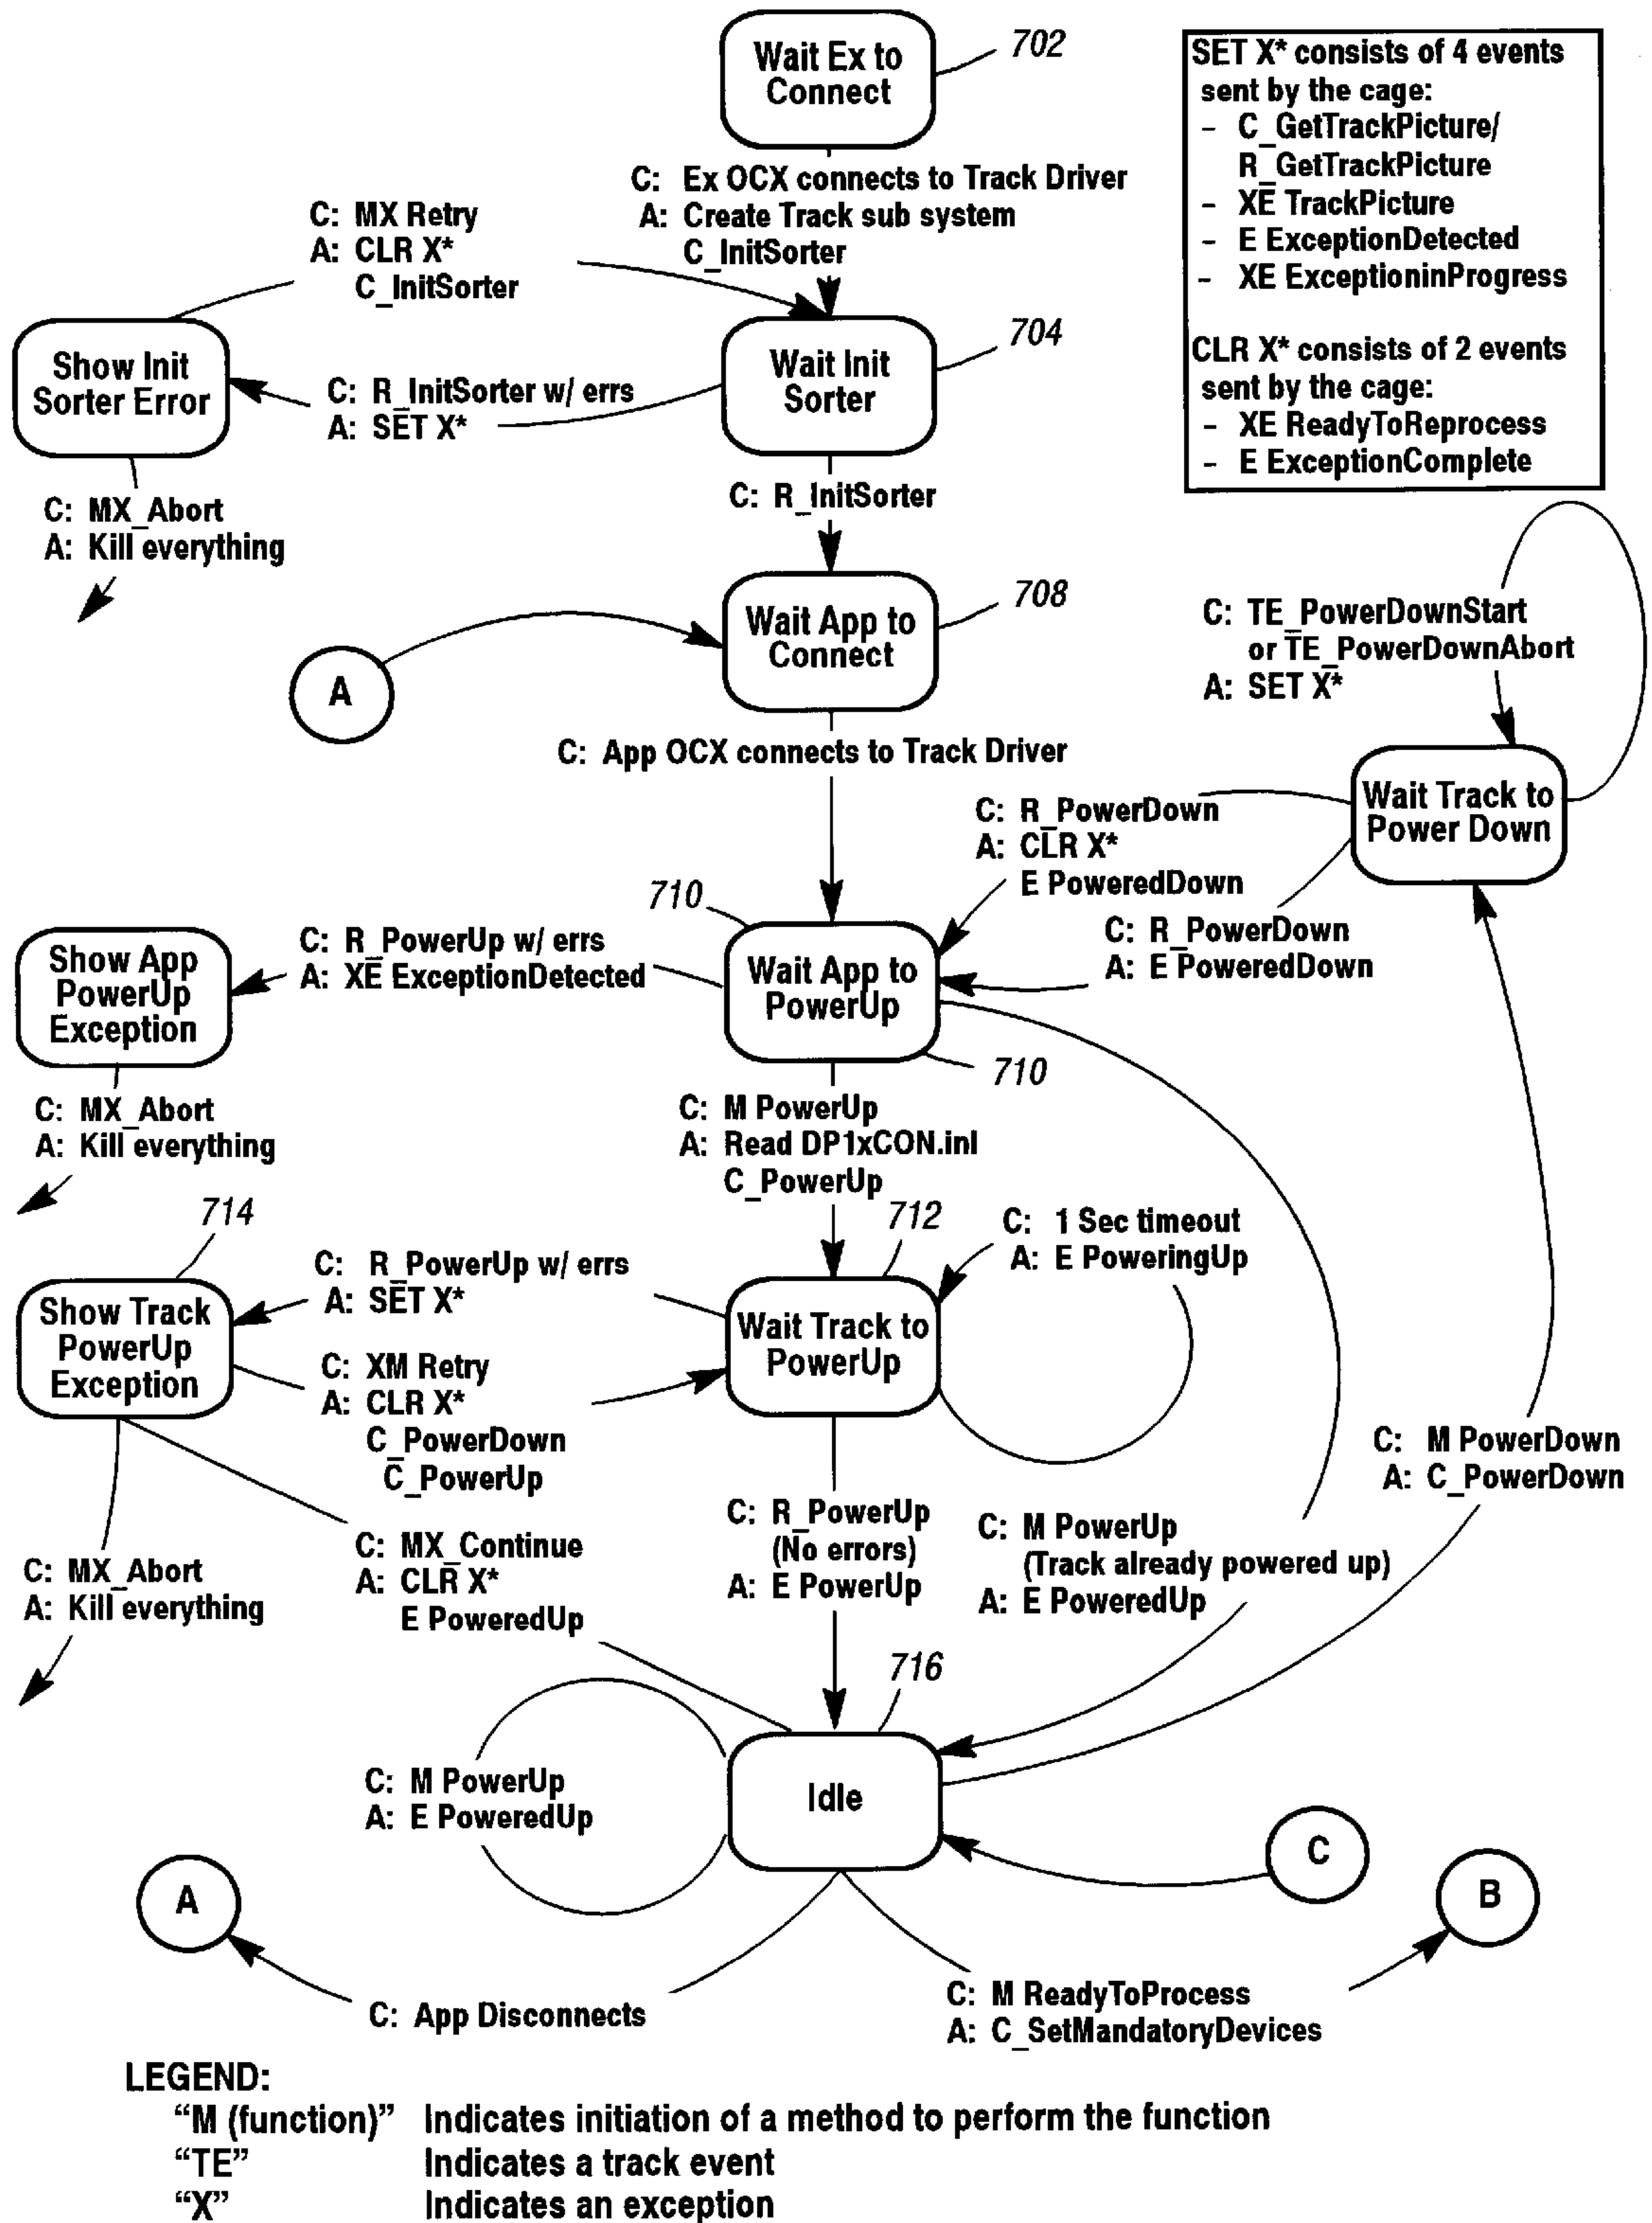 Wait Ex to
Connect
702
C: Ex OCX connects to Track Driver
A: Create Track sub system
C_InitSorter
SET X* consists of 4 events
sent by the cage:
- C_GetTrackPicture/
R_GetTrackPicture
- XE TrackPicture
- E ExceptionDetected
- XE ExceptioninProgress
CLR X* consists of 2 events
sent by the cage:
- XE ReadyToReprocess
- E ExceptionComplete
C: MX Retry
A: CLR X*
C_InitSorter
Show Init
Sorter Error
C: R_InitSorter w/ errs
A: SET X*
Wait Init
Sorter
704
C: MX_Abort
A: Kill everything
C: R_InitSorter
A
Wait App to
Connect
708
C: TE_PowerDownStart
or TE_PowerDownAbort
A: SET X*
C: App OCX connects to Track Driver
Wait Track to
Power Down
C: R_PowerDown
A: CLR X*
E PoweredDown
C: R_PowerDown
A: E PoweredDown
710
Show App
PowerUp
Exception
C: R_PowerUp w/ errs
A: XE ExceptionDetected
Wait App to
PowerUp
710
C: MX_Abort
A: Kill everything
C: M PowerUp
A: Read DP1xCON.inl
C_PowerUp
714
712
C: 1 Sec timeout
A: E PoweringUp
Show Track
PowerUp
Exception
C: R_PowerUp w/ errs
A: SET X*
Wait Track to
PowerUp
C: XM Retry
A: CLR X*
C_PowerDown
C_PowerUp
C: M PowerDown
A: C_PowerDown
C: MX_Abort
A: Kill everything
C: MX_Continue
A: CLR X*
E PoweredUp
C: R_PowerUp
(No errors)
A: E PowerUp
C: M PowerUp
(Track already powered up)
A: E PoweredUp
716
C: M PowerUp
A: E PoweredUp
Idle
C
A
B
C: App Disconnects
C: M ReadyToProcess
A: C_SetMandatoryDevices
LEGEND:
“M (function)” Indicates initiation of a method to perform the function
“TE” Indicates a track event
“X” Indicates an exception